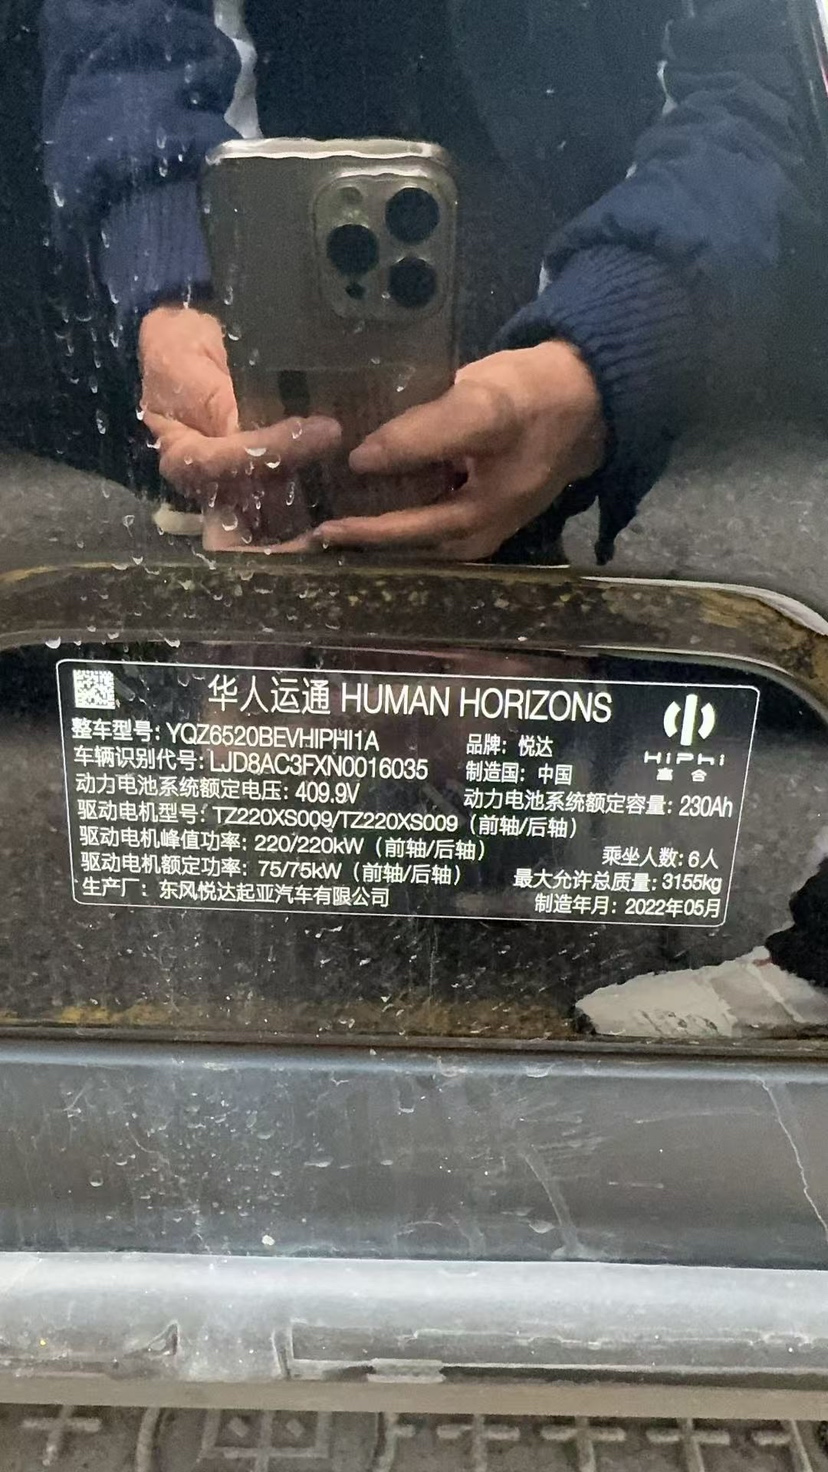 华人运通 HUMAN HORIZONS
HiPhi
高合
整车型号: YQZ6520BEVHIPHI1A
品牌: 悦达
车辆识别代号: LJD8AC3FXN0016035
制造国: 中国
动力电池系统额定电压: 409.9V
动力电池系统额定容量: 230Ah
驱动电机型号: TZ220XS009/TZ220XS009（前轴/后轴）
驱动电机峰值功率: 220/220kW（前轴/后轴）
乘坐人数: 6人
驱动电机额定功率: 75/75kW（前轴/后轴）
最大允许总质量: 3155kg
生产厂: 东风悦达起亚汽车有限公司
制造年月: 2022年05月